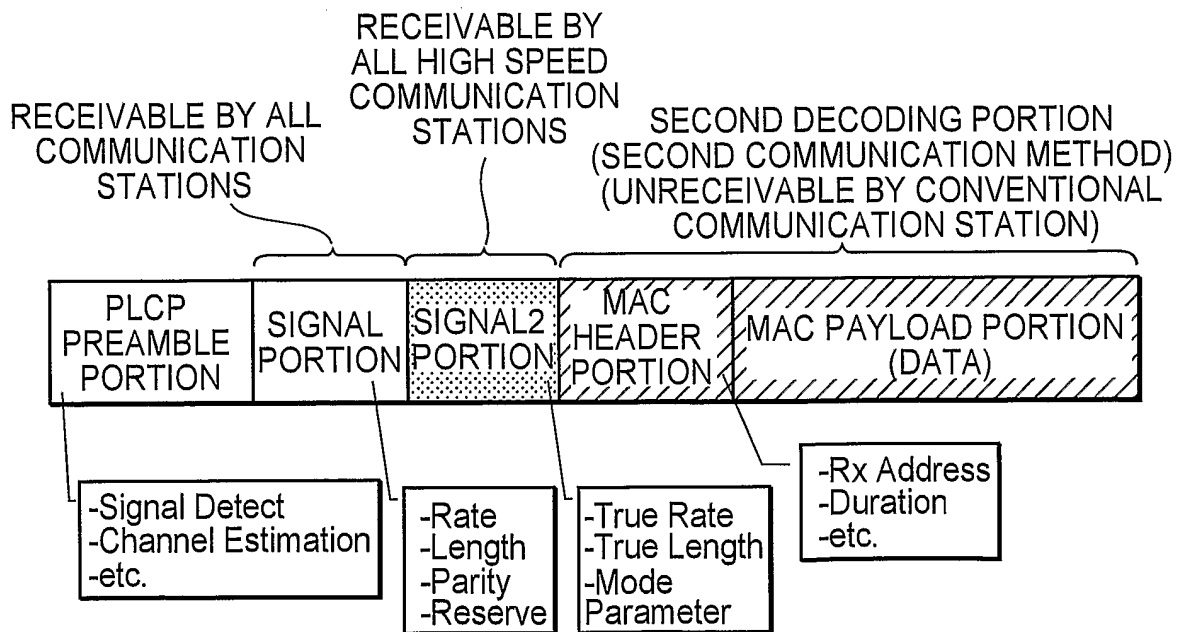 RECEIVABLE BY ALL
COMMUNICATION
STATIONS
RECEIVABLE BY
ALL HIGH SPEED
COMMUNICATION
STATIONS
SECOND DECODING PORTION
(SECOND COMMUNICATION METHOD)
(UNRECEIVABLE BY CONVENTIONAL
COMMUNICATION STATION)
PLCP
PREAMBLE
PORTION
SIGNAL
PORTION
SIGNAL2
PORTION
MAC
HEADER
PORTION
MAC PAYLOAD PORTION
(DATA)
-Signal Detect
-Channel Estimation
-etc.
-Rate
-Length
-Parity
-Reserve
-True Rate
-True Length
-Mode
Parameter
-Rx Address
-Duration
-etc.